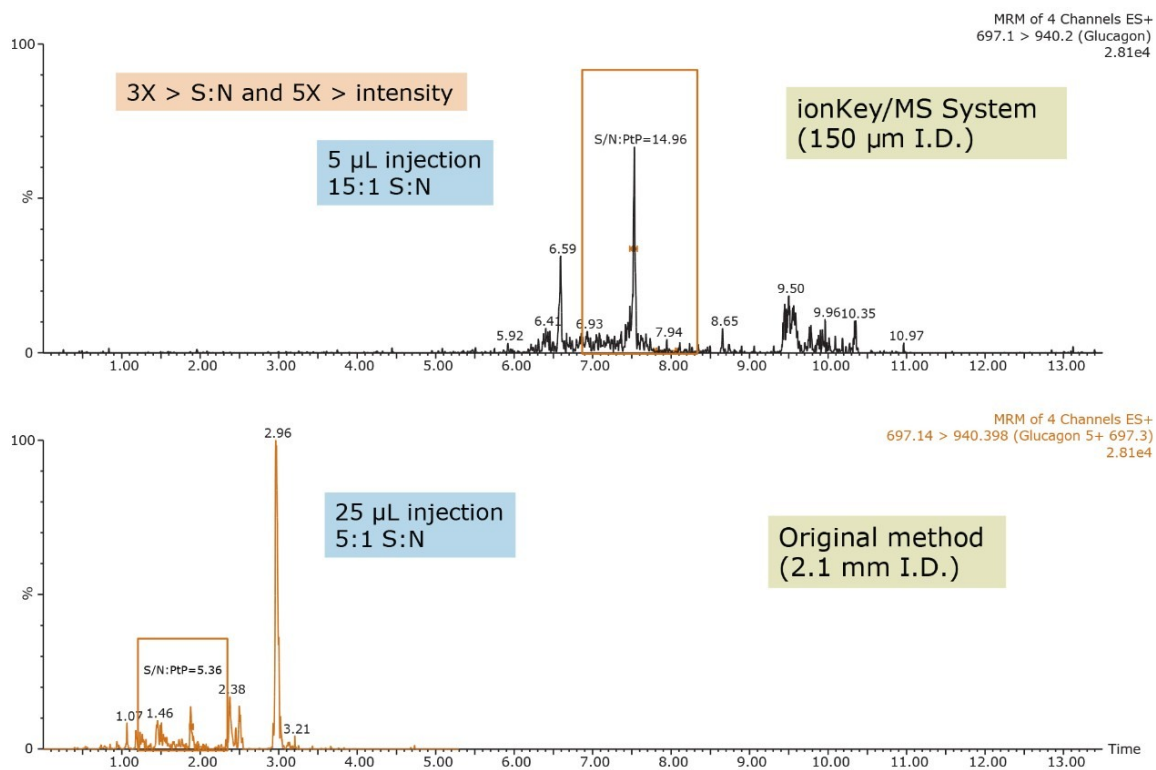 MRM of 4 Channels ES+
697.1 > 940.2 (Glucagon)
2.81e4
100
3X > S:N and 5X > intensity
ionKey/MS System
(150 µm I.D.)
S/N:PtP=14.96
5 µL injection
15:1 S:N
%
6.59
9.50
6.41
6.93
7.94
8.65
9.96
10.35
5.92
10.97
0
1.00 2.00 3.00 4.00 5.00 6.00 7.00 8.00 9.00 10.00 11.00 12.00 13.00
MRM of 4 Channels ES+
697.14 > 940.398 (Glucagon 5+ 697.3)
2.81e4
100
2.96
25 µL injection
5:1 S:N
Original method
(2.1 mm I.D.)
%
S/N:PtP=5.36
2.38
1.07
1.46
3.21
0
Time
1.00 2.00 3.00 4.00 5.00 6.00 7.00 8.00 9.00 10.00 11.00 12.00 13.00